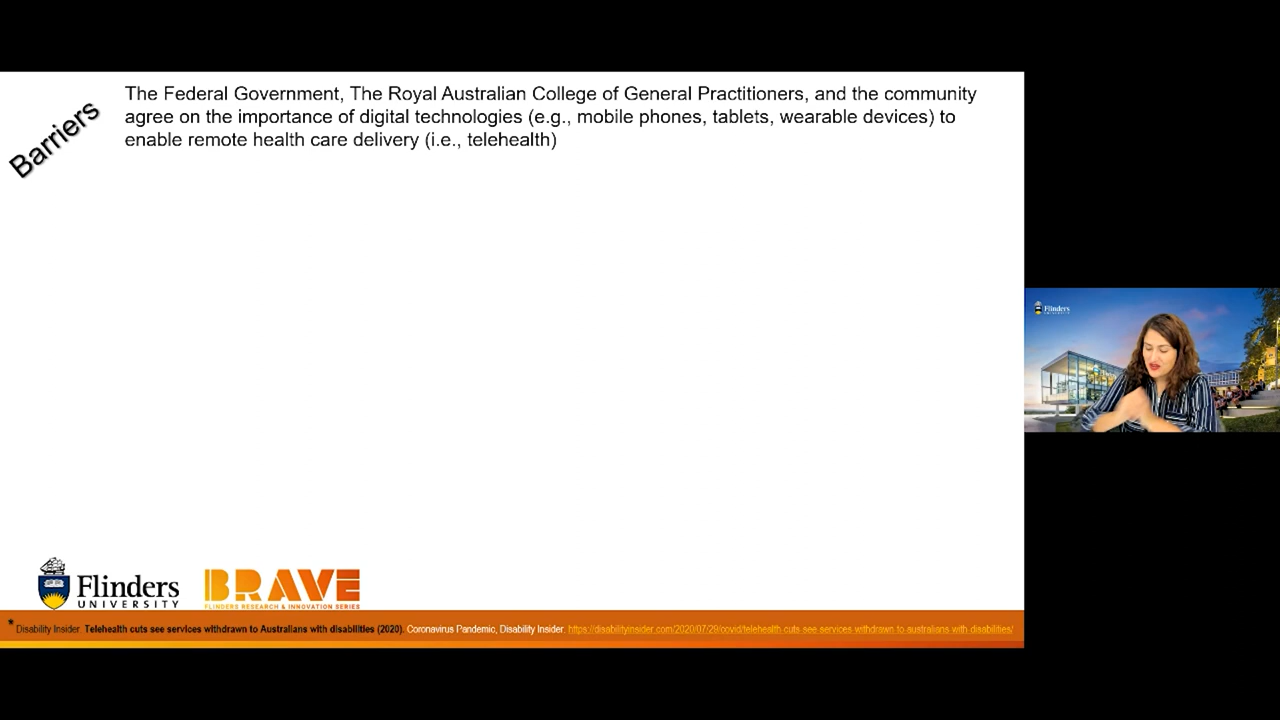 Barriers
The Federal Government, The Royal Australian College of General Practitioners, and the community
agree on the importance of digital technologies (e.g., mobile phones, tablets, wearable devices) to
enable remote health care delivery (i.e., telehealth)
Flinders
UNIVERSITY
Flinders
UNIVERSITY
BRAVE
FLINDERS RESEARCH & INNOVATION SERIES
* Disability Insider. Telehealth cuts see services withdrawn to Australians with disabilities (2020). Coronavirus Pandemic, Disability Insider. https://disabilityinsider.com/2020/07/29/covid/telehealth cuts see services withdrawn to australians with disabilities/